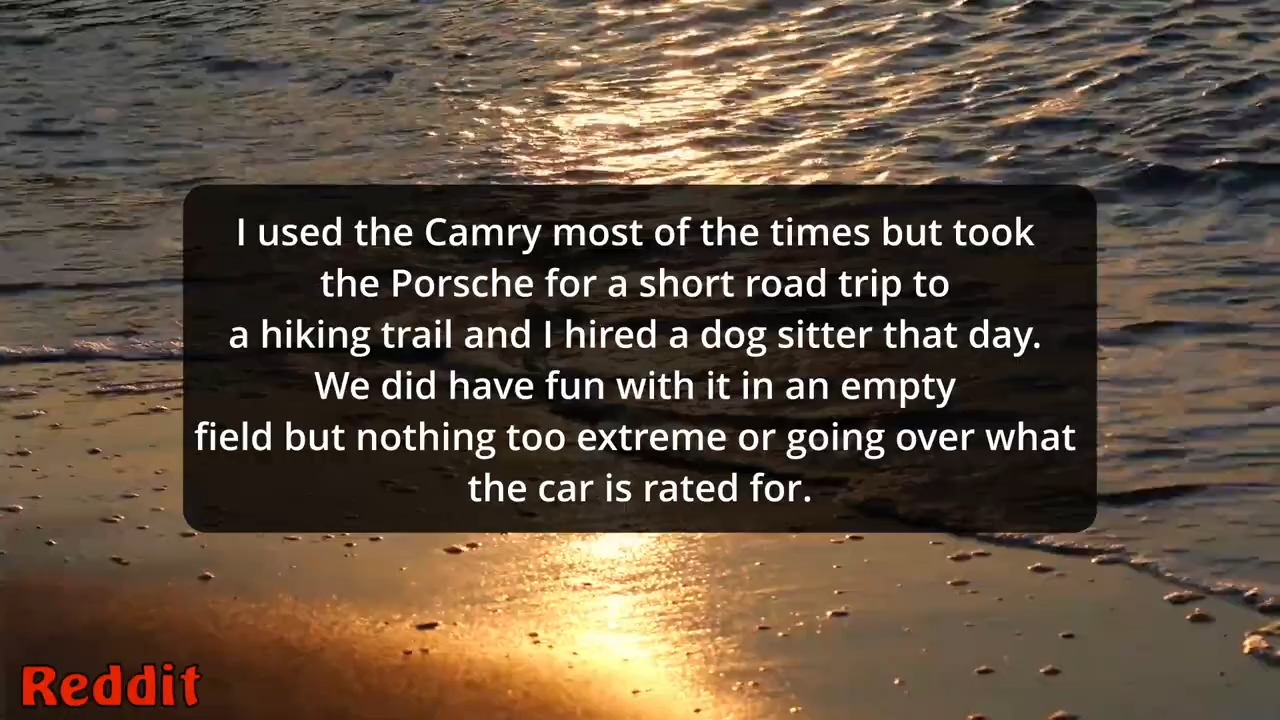 I used the Camry most of the times but took
the Porsche for a short road trip to
a hiking trail and I hired a dog sitter that day.
We did have fun with it in an empty
field but nothing too extreme or going over what
the car is rated for.
Reddit